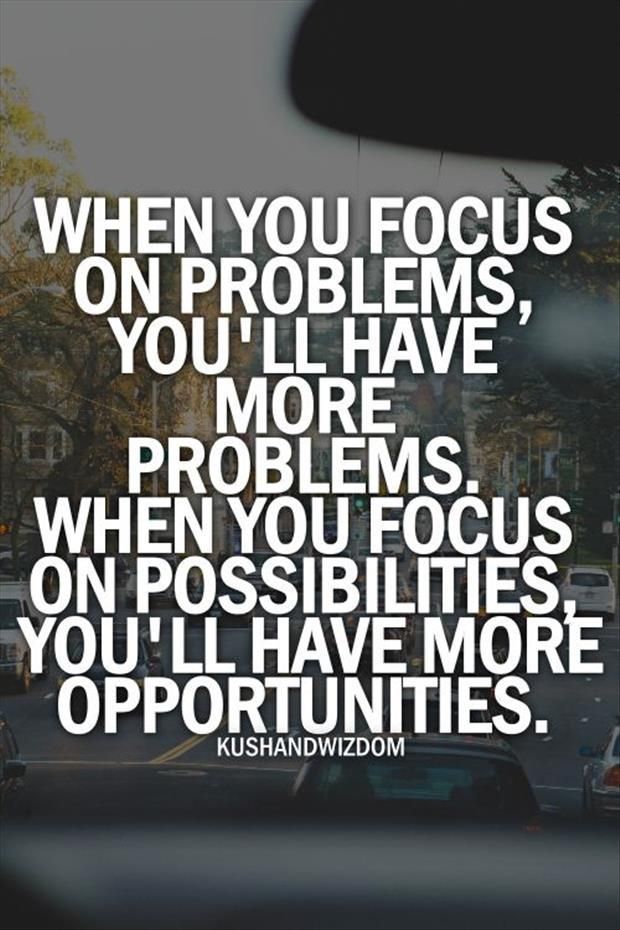 WHEN YOU FOCUS
ON PROBLEMS,
YOU'LL HAVE
MORE
PROBLEMS.
WHEN YOU FOCUS
ON POSSIBILITIES,
YOU'LL HAVE MORE
OPPORTUNITIES.
KUSHANDWIZDOM